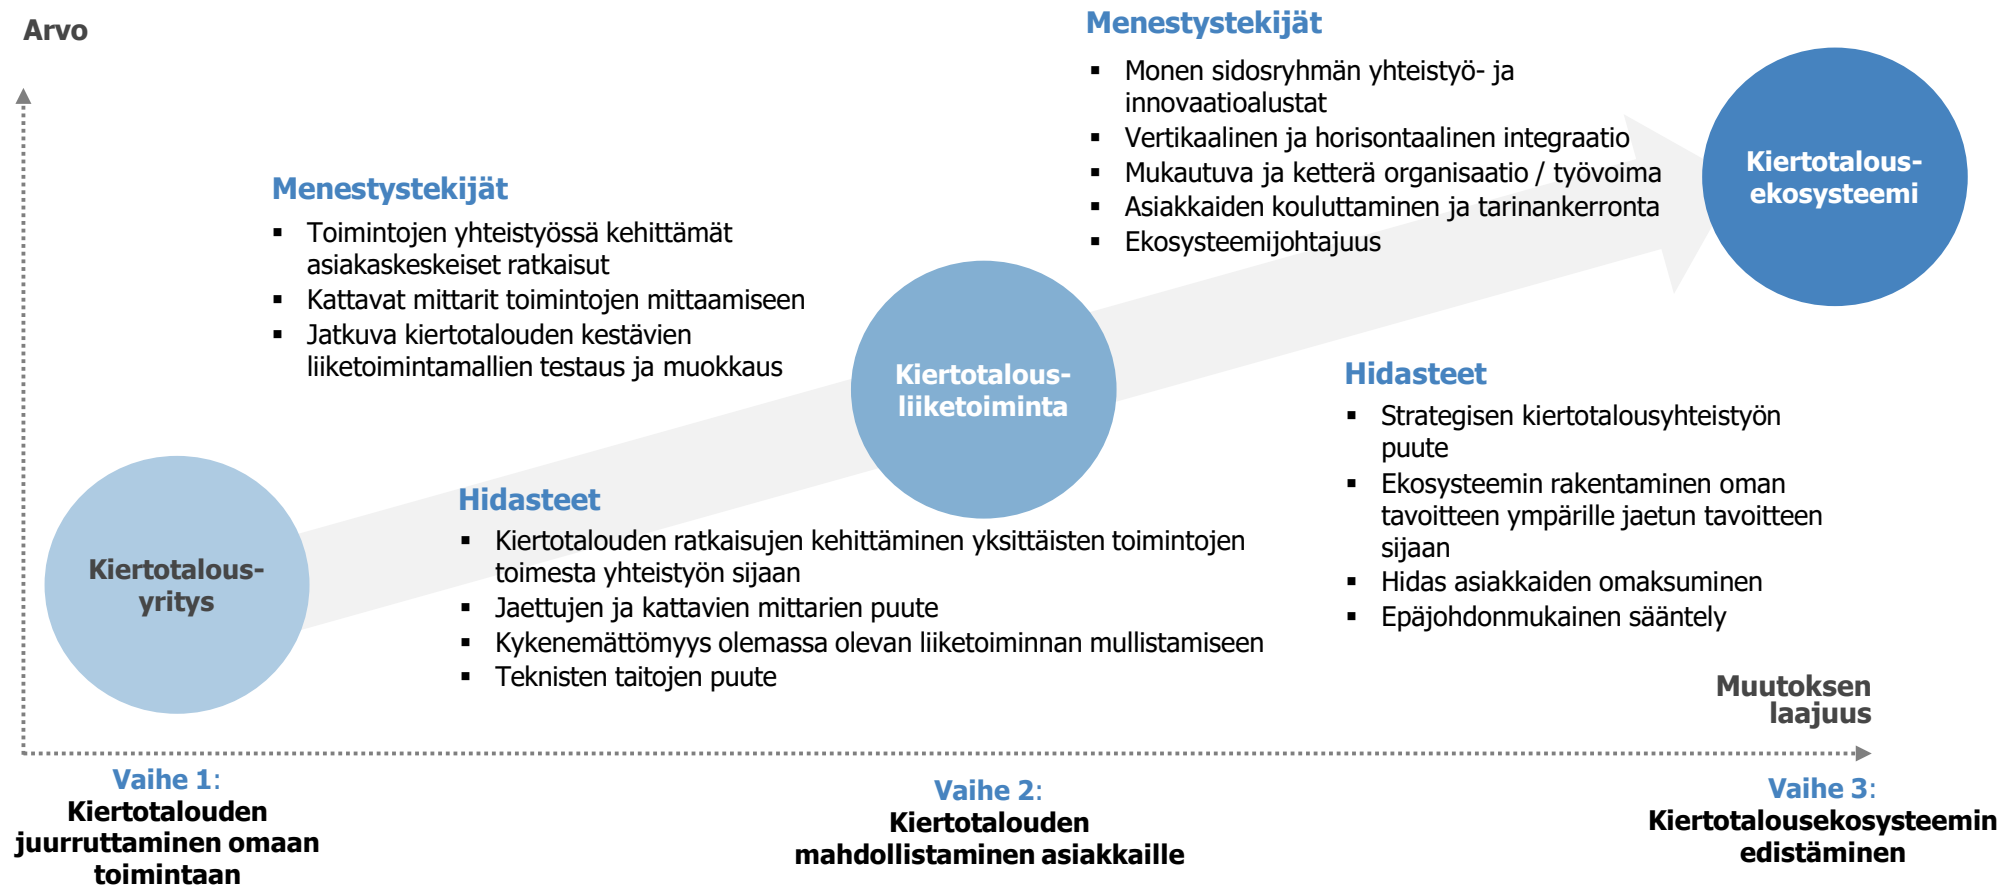 Arvo
Menestystekijät
▪ Toimintojen yhteistyössä kehittämät
asiakaskeskeiset ratkaisut
▪ Kattavat mittarit toimintojen mittaamiseen
▪ Jatkuva kiertotalouden kestävien
liiketoimintamallien testaus ja muokkaus
Menestystekijät
▪ Monen sidosryhmän yhteistyö- ja
innovaatioalustat
▪ Vertikaalinen ja horisontaalinen integraatio
▪ Mukautuva ja ketterä organisaatio / työvoima
▪ Asiakkaiden kouluttaminen ja tarinankerronta
▪ Ekosysteemijohtajuus
Kiertotalous-
yritys
Kiertotalous-
liiketoiminta
Kiertotalous-
ekosysteemi
Hidasteet
▪ Kiertotalouden ratkaisujen kehittäminen yksittäisten toimintojen
toimesta yhteistyön sijaan
▪ Jaettujen ja kattavien mittarien puute
▪ Kykenemättömyys olemassa olevan liiketoiminnan mullistamiseen
▪ Teknisten taitojen puute
Hidasteet
▪ Strategisen kiertotalousyhteistyön
puute
▪ Ekosysteemin rakentaminen oman
tavoitteen ympärille jaetun tavoitteen
sijaan
▪ Hidas asiakkaiden omaksuminen
▪ Epäjohdonmukainen sääntely
Muutoksen
laajuus
Vaihe 1:
Kiertotalouden
juurruttaminen omaan
toimintaan
Vaihe 2:
Kiertotalouden
mahdollistaminen asiakkaille
Vaihe 3:
Kiertotalousekosysteemin
edistäminen